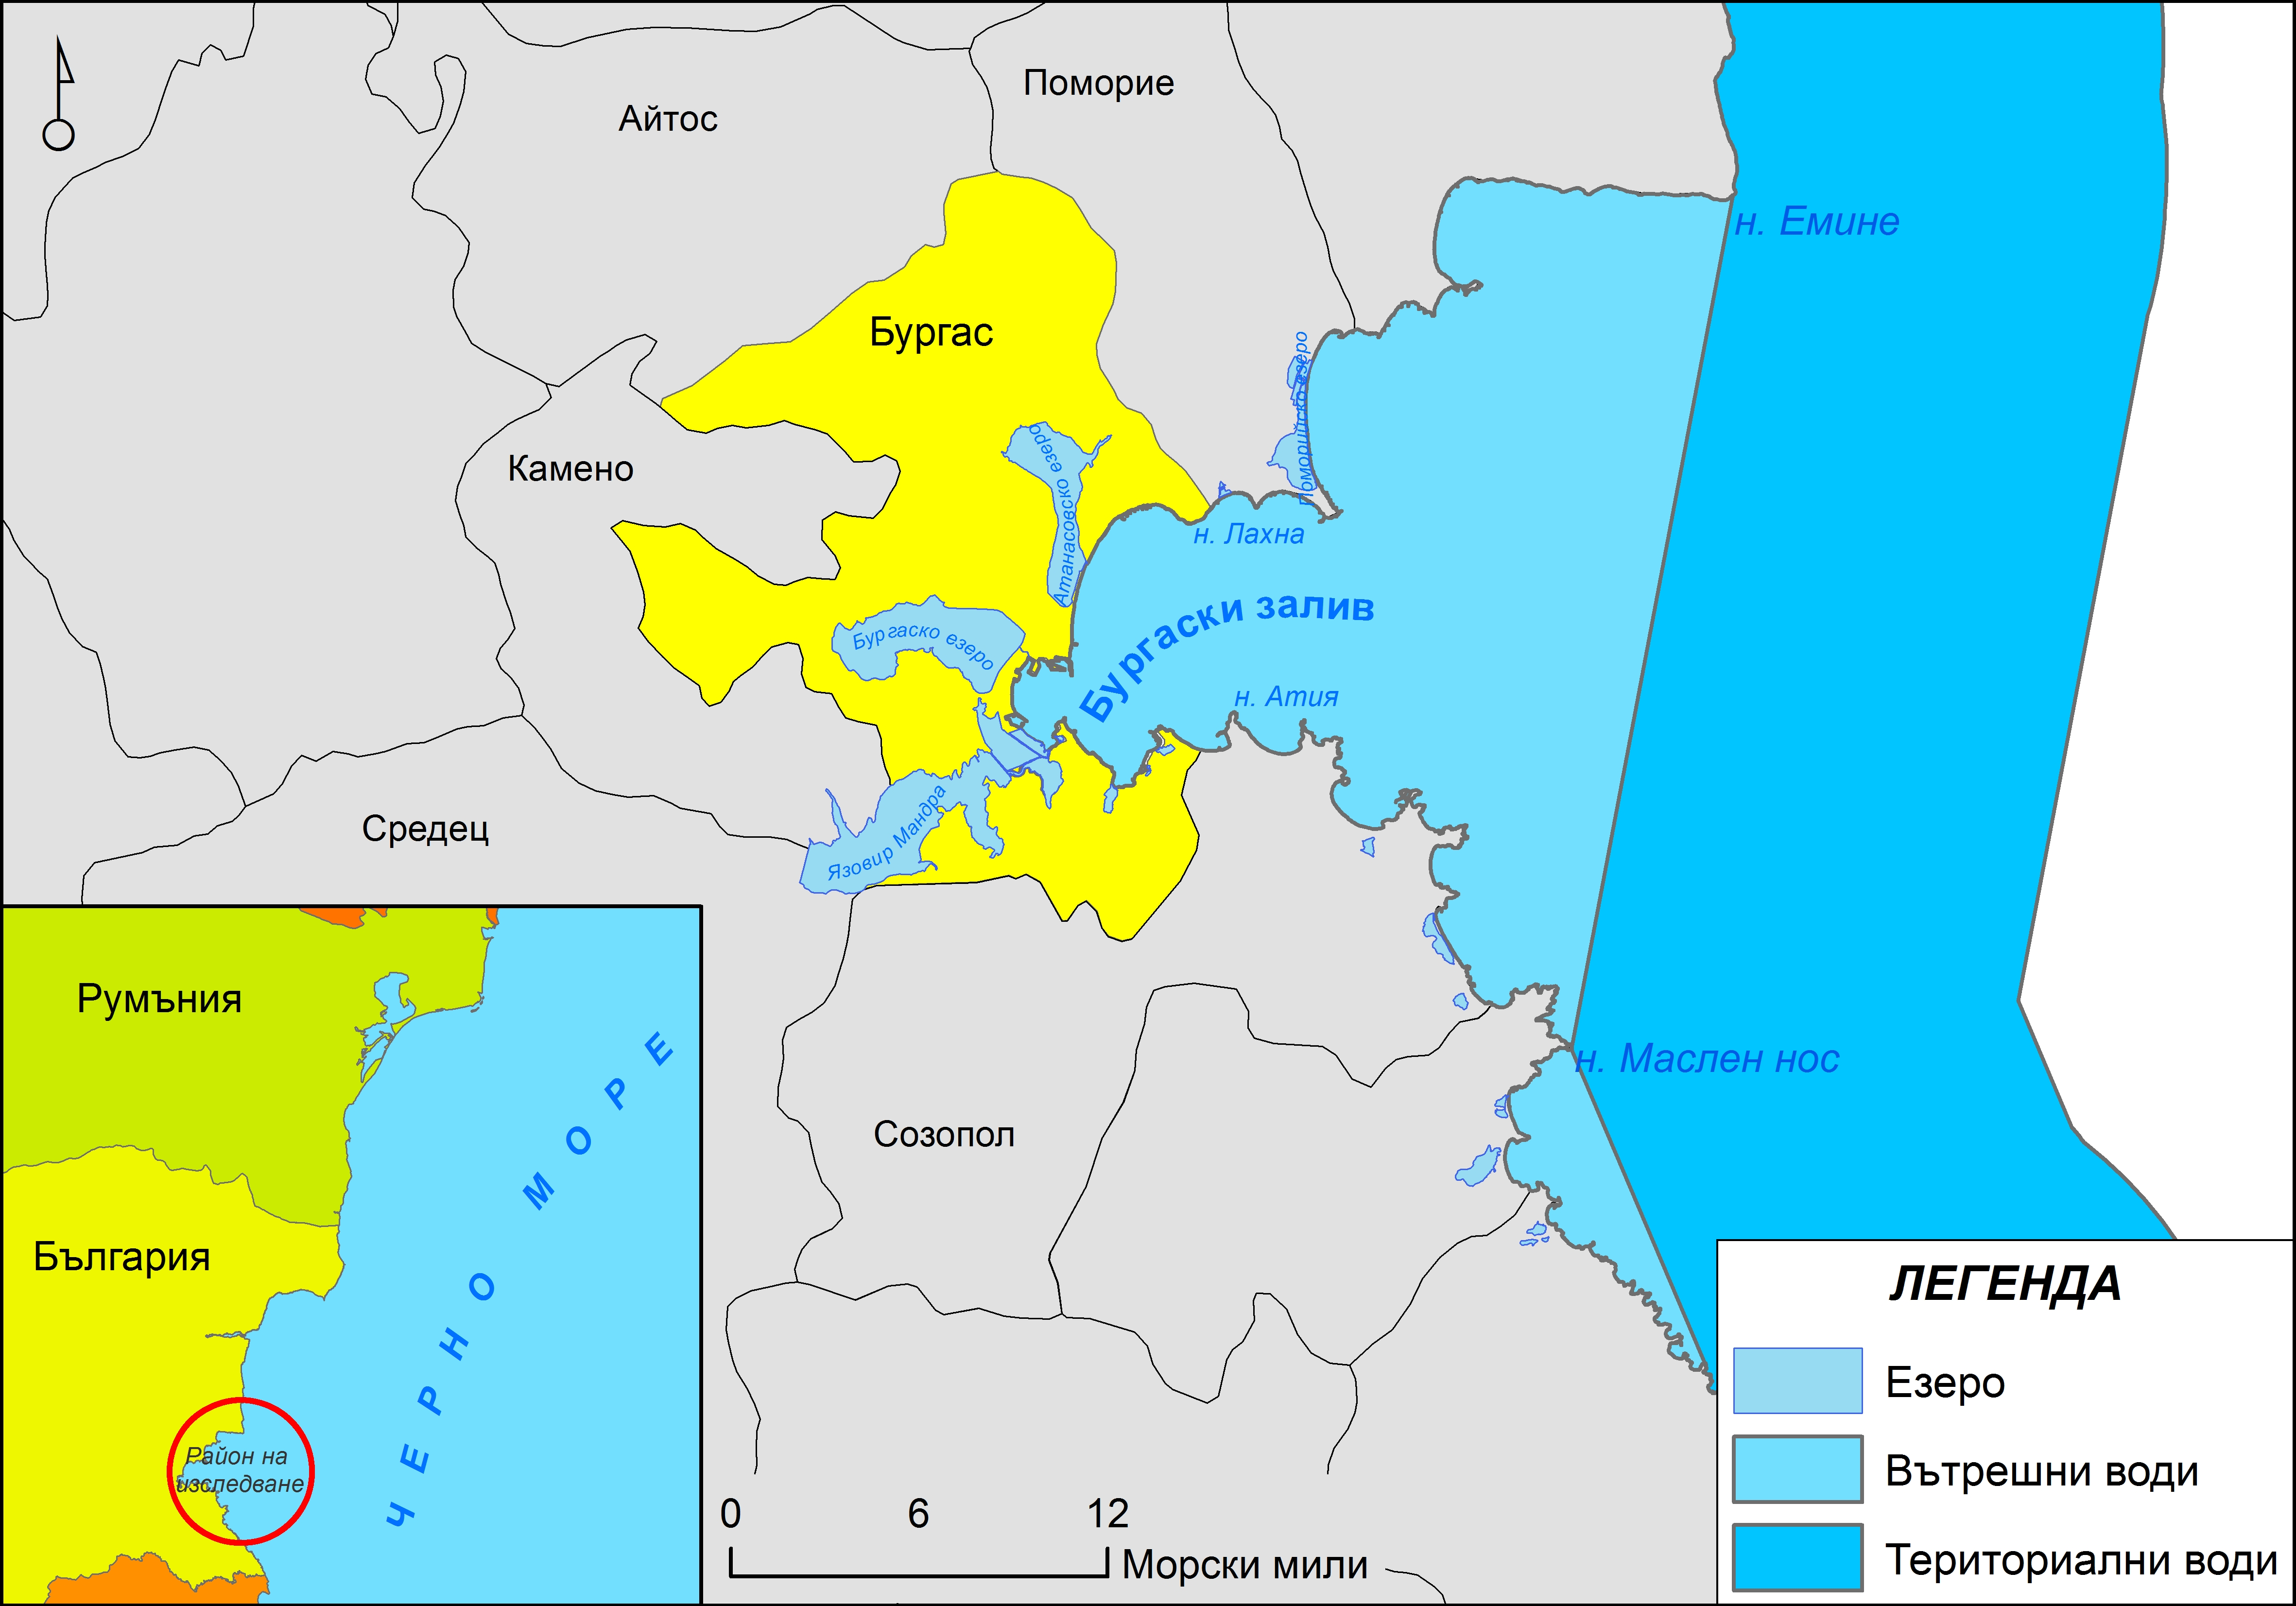 Поморие
Айтос
н. Емине
Бургас
Поморийско езеро
Камено
Атанасовско езеро
н. Лахна
Бургаски залив
Бургаско езеро
н. Атия
Язовир Мандра
Средец
н. Маслен нос
Созопол
Румъния
България
ЧЕРНО МОРЕ
Район на
изследване
0 6 12
Морски мили
ЛЕГЕНДА
Езеро
Вътрешни води
Териториални води